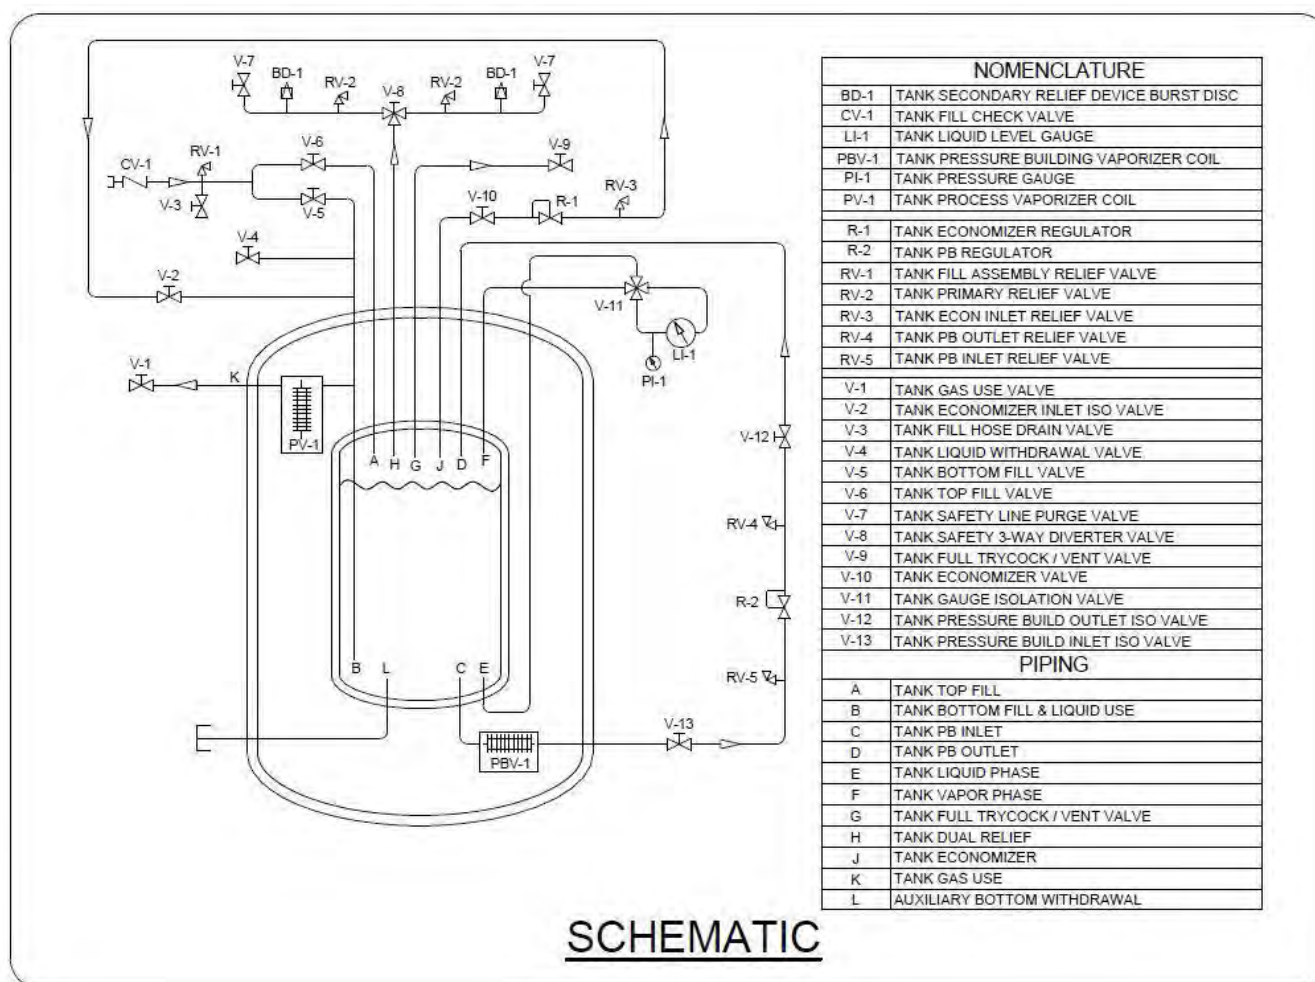 V-7
BD-1
RV-2
V-8
RV-2
BD-1
V-7
CV-1
RV-1
V-6
V-9
V-3
V-5
V-10
R-1
RV-3
V-4
V-2
V-11
LI-1
PI-1
V-1
K
PV-1
A H G J D F
V-12
RV-4
R-2
B L C E
RV-5
V-13
PBV-1
NOMENCLATURE
BD-1 TANK SECONDARY RELIEF DEVICE BURST DISC
CV-1 TANK FILL CHECK VALVE
LI-1 TANK LIQUID LEVEL GAUGE
PBV-1 TANK PRESSURE BUILDING VAPORIZER COIL
PI-1 TANK PRESSURE GAUGE
PV-1 TANK PROCESS VAPORIZER COIL
R-1 TANK ECONOMIZER REGULATOR
R-2 TANK PB REGULATOR
RV-1 TANK FILL ASSEMBLY RELIEF VALVE
RV-2 TANK PRIMARY RELIEF VALVE
RV-3 TANK ECON INLET RELIEF VALVE
RV-4 TANK PB OUTLET RELIEF VALVE
RV-5 TANK PB INLET RELIEF VALVE
V-1 TANK GAS USE VALVE
V-2 TANK ECONOMIZER INLET ISO VALVE
V-3 TANK FILL HOSE DRAIN VALVE
V-4 TANK LIQUID WITHDRAWAL VALVE
V-5 TANK BOTTOM FILL VALVE
V-6 TANK TOP FILL VALVE
V-7 TANK SAFETY LINE PURGE VALVE
V-8 TANK SAFETY 3-WAY DIVERTER VALVE
V-9 TANK FULL TRYCOCK / VENT VALVE
V-10 TANK ECONOMIZER VALVE
V-11 TANK GAUGE ISOLATION VALVE
V-12 TANK PRESSURE BUILD OUTLET ISO VALVE
V-13 TANK PRESSURE BUILD INLET ISO VALVE
PIPING
A TANK TOP FILL
B TANK BOTTOM FILL & LIQUID USE
C TANK PB INLET
D TANK PB OUTLET
E TANK LIQUID PHASE
F TANK VAPOR PHASE
G TANK FULL TRYCOCK / VENT VALVE
H TANK DUAL RELIEF
J TANK ECONOMIZER
K TANK GAS USE
L AUXILIARY BOTTOM WITHDRAWAL
SCHEMATIC